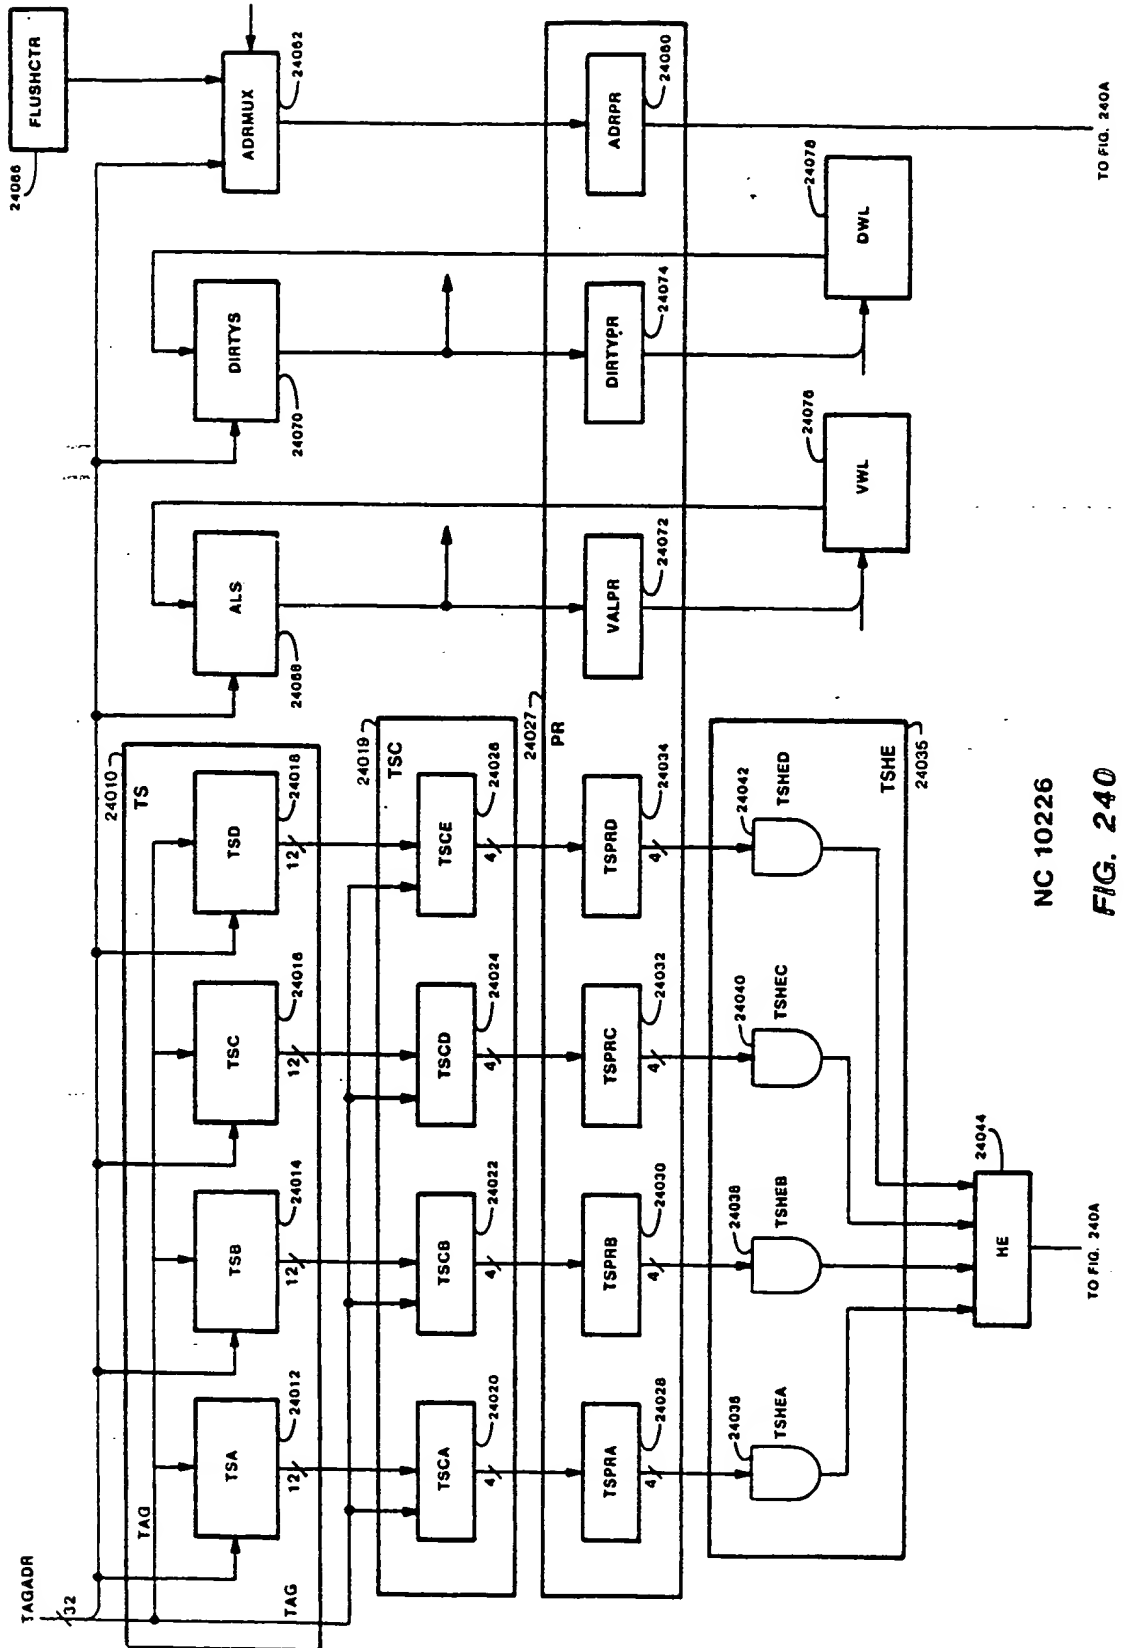 TAGADR
32
TAG
TAG
24010
TS
TSA
24012
12
TSB
24014
12
TSC
24016
12
TSD
24018
12
ALS
24068
DIRTYS
24070
FLUSHCTR
24066
ADRMUX
24062
24019
TSC
TSCA
24020
4
TSCB
24022
4
TSCD
24024
4
TSCE
24026
4
24027
PR
TSPRA
24028
4
TSPRB
24030
4
TSPRC
24032
4
TSPRD
24034
4
VALPR
24072
DIRTYPR
24074
ADRPR
24060
24036
TSHEA
24038
TSHEB
24040
TSHEC
24042
TSHED
TSHE
24035
VWL
24076
DWL
24078
TO FIG. 240A
HE
24044
TO FIG. 240A
NC 10226
FIG. 240